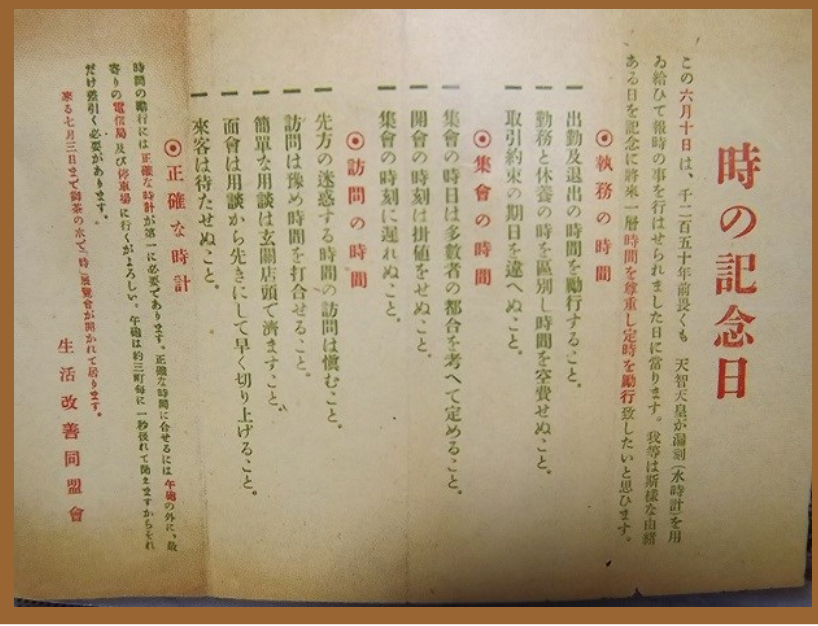 時の記念日
この六月十日は、千二百五十年前畏くも 天智天皇が漏刻(水時計)を用
ゐ給ひて報時の事を行はせられました日に當ります。我等は斯樣な由緖
ある日を記念に將來一層時間を尊重し定時を勵行致したいと思ひます。
◉執務の時間
一 出勤及退出の時間を勵行すること。
一 勤務と休養の時を區別し時間を空費せぬこと。
一 取引約束の期日を違へぬこと。
◉集會の時間
一 集會の時日は多數者の都合を考へて定めること。
一 開會の時刻は掛値をせぬこと。
一 集會の時刻に遲れぬこと。
◉訪問の時間
一 先方の迷惑する時間の訪問は愼むこと。
一 訪問は豫め時間を打合せること。
一 簡單な用談は玄關店頭で濟ますこと。
一 面會は用談から先きにして早く切り上げること。
一 來客は待たせぬこと。
◉正確な時計
時間の勵行には正確な時計が第一に必要であります。正確な時間に合せるには午砲の外に、最
寄りの電信局及び停車場に行くがよろしい。午砲は約三町每に一秒後れて聞えますからそれ
だけ差引く必要があります。
來る七月三日まで御茶の水で「時」展覽會が開かれて居ります。
生活改善同盟會